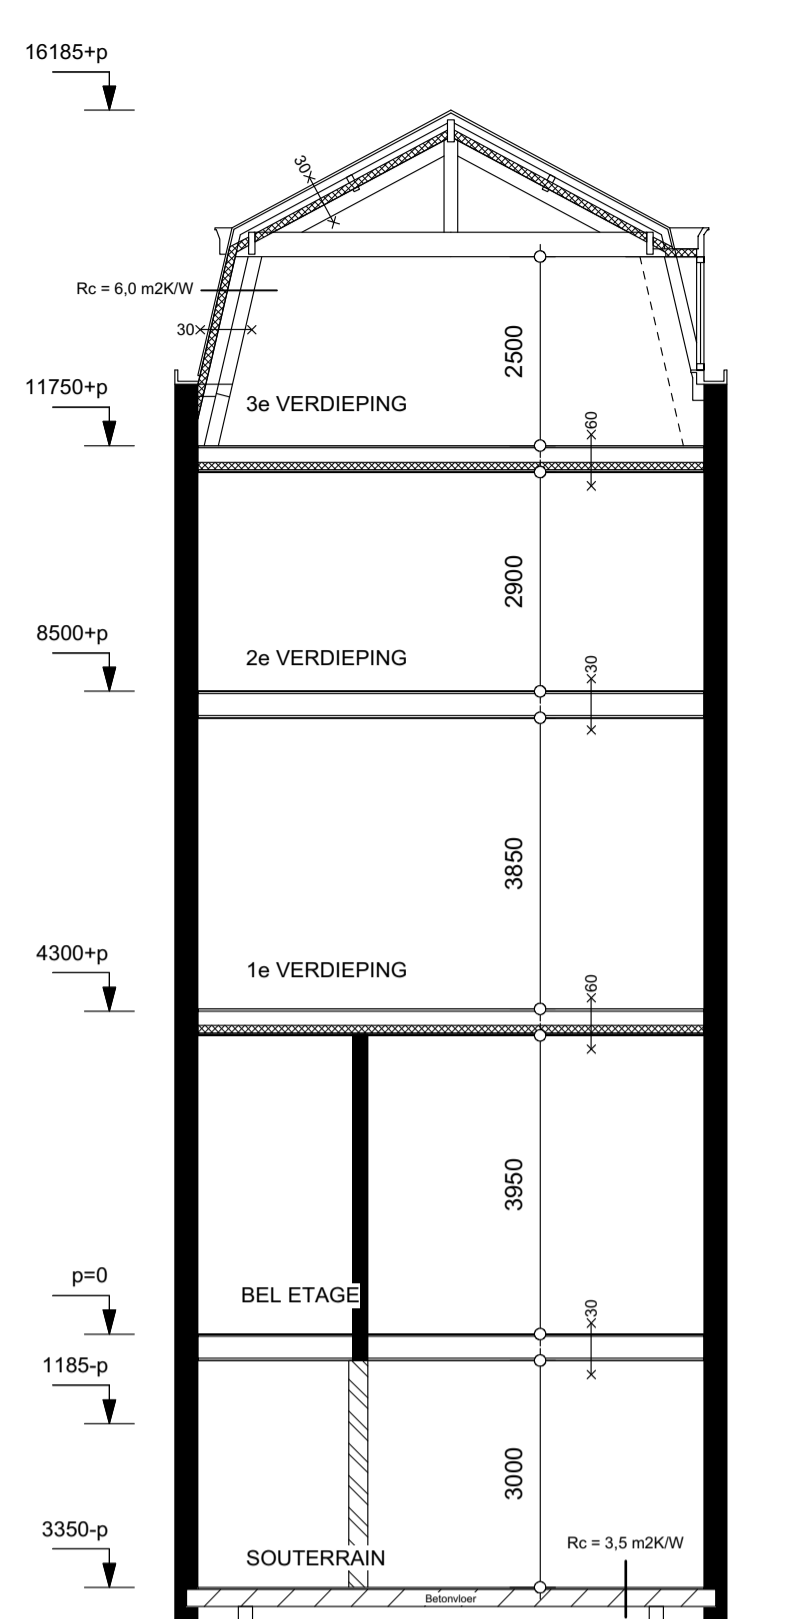 16185+p
30
Rc = 6,0 m2K/W
30
2500
11750+p
3e VERDIEPING
60
2900
8500+p
2e VERDIEPING
30
3850
4300+p
1e VERDIEPING
60
3950
p=0
BEL ETAGE
30
1185-p
3000
3350-p
Rc = 3,5 m2K/W
SOUTERRAIN
Betonvloer